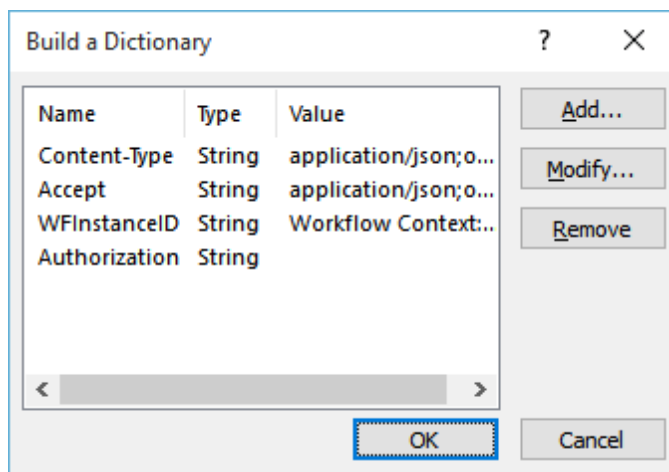 Build a Dictionary ? ×
Name Type Value
Content-Type String application/json;o...
Accept String application/json;o...
WFInstanceID String Workflow Context:..
Authorization String
Add...
Modify...
Remove
OK Cancel